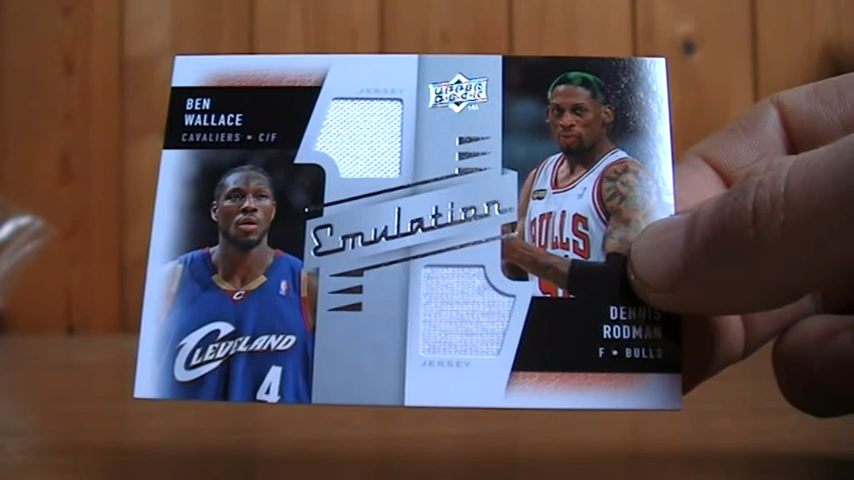 BEN
WALLACE
CAVALIERS • C/F
JERSEY
UPPER
DECK
Emulation
CLEVELAND
4
BULLS
JERSEY
DENNIS
RODMAN
F • BULLS